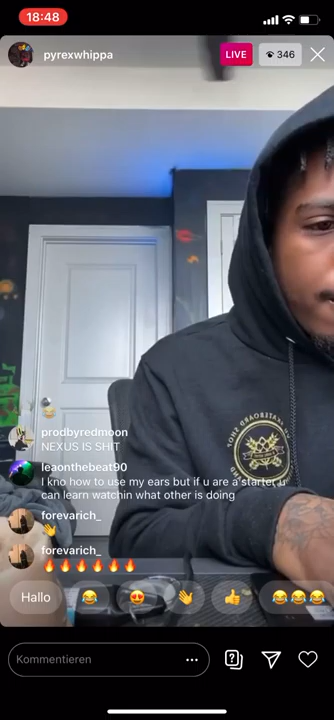 18:48
pyrexwhippa
LIVE
346
prodbyredmoon
NEXUS IS SHIT
leaonthebeat90
I kno how to use my ears but if u are a starter u
can learn watchin what other is doing
forevarich_
forevarich_
Hallo
Kommentieren